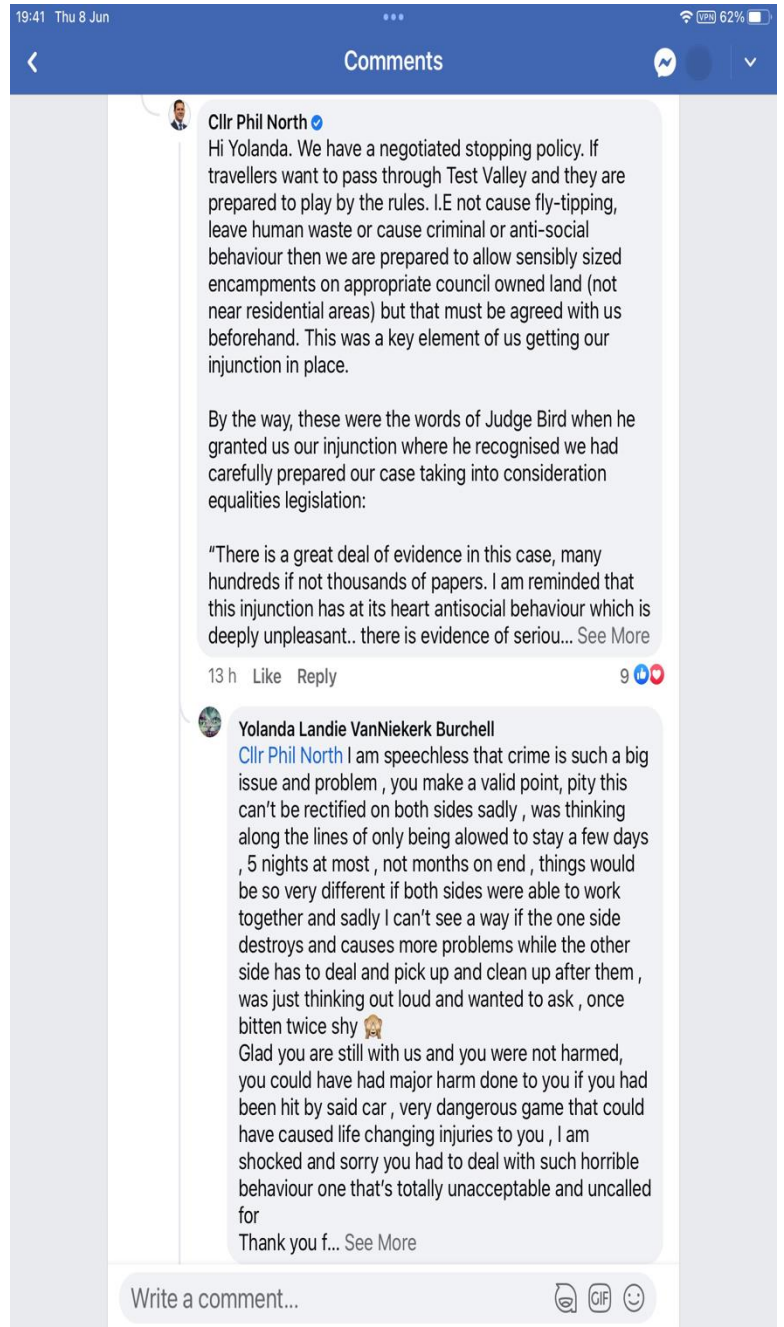 19:41 Thu 8 Jun
VPN 62%
Comments
Cllr Phil North
Hi Yolanda. We have a negotiated stopping policy. If
travellers want to pass through Test Valley and they are
prepared to play by the rules. I.E not cause fly-tipping,
leave human waste or cause criminal or anti-social
behaviour then we are prepared to allow sensibly sized
encampments on appropriate council owned land (not
near residential areas) but that must be agreed with us
beforehand. This was a key element of us getting our
injunction in place.
By the way, these were the words of Judge Bird when he
granted us our injunction where he recognised we had
carefully prepared our case taking into consideration
equalities legislation:
“There is a great deal of evidence in this case, many
hundreds if not thousands of papers. I am reminded that
this injunction has at its heart antisocial behaviour which is
deeply unpleasant.. there is evidence of seriou... See More
13 h Like Reply 9
Yolanda Landie VanNiekerk Burchell
Cllr Phil North I am speechless that crime is such a big
issue and problem , you make a valid point, pity this
can’t be rectified on both sides sadly , was thinking
along the lines of only being alowed to stay a few days
, 5 nights at most , not months on end , things would
be so very different if both sides were able to work
together and sadly I can’t see a way if the one side
destroys and causes more problems while the other
side has to deal and pick up and clean up after them ,
was just thinking out loud and wanted to ask , once
bitten twice shy 🙈
Glad you are still with us and you were not harmed,
you could have had major harm done to you if you had
been hit by said car , very dangerous game that could
have caused life changing injuries to you , I am
shocked and sorry you had to deal with such horrible
behaviour one that’s totally unacceptable and uncalled
for
Thank you f... See More
Write a comment...
GIF